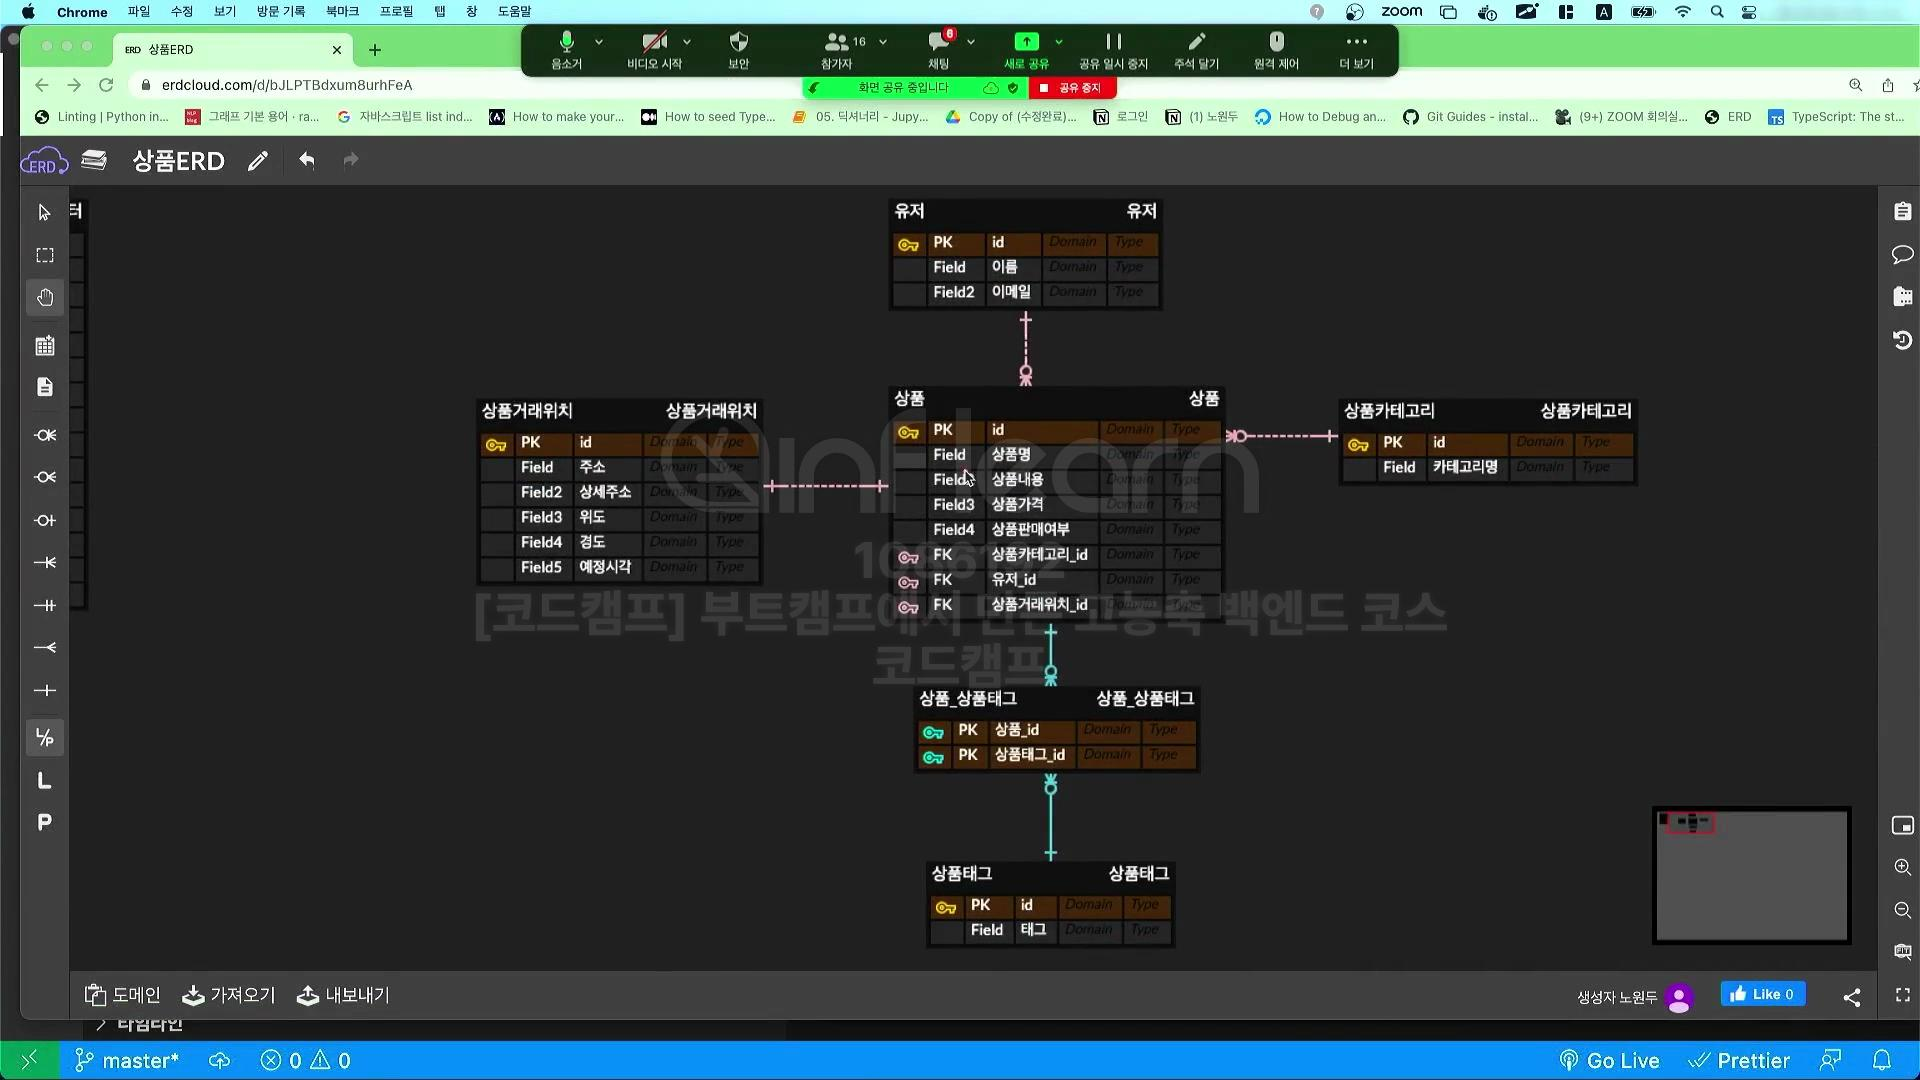 Chrome 파일 수정 보기 방문 기록 북마크 프로필 탭 창 도움말 zoom A
ERD 상품ERD
음소거 비디오 시작 보안 참가자 16 채팅 6 새로 공유 공유 일시 중지 주석 달기 원격 제어 더 보기
화면 공유 중입니다 공유 중지
erdcloud.com/d/bJLPTBdxum8urhFeA
Linting | Python in... 그래프 기본 용어 · ra... 자바스크립트 list ind... How to make your... How to seed Type... 05. 딕셔너리 - Jupy... Copy of (수정완료)... 로그인 (1) 노원두 How to Debug an... Git Guides - instal... (9+) ZOOM 회의실... ERD TypeScript: The st...
ERD 상품ERD
터
유저 유저
PK id Domain Type
Field 이름 Domain Type
Field2 이메일 Domain Type
상품거래위치 상품거래위치
PK id Domain Type
Field 주소 Domain Type
Field2 상세주소 Domain Type
Field3 위도 Domain Type
Field4 경도 Domain Type
Field5 예정시각 Domain Type
상품 상품
PK id Domain Type
Field 상품명 Domain Type
Field2 상품내용 Domain Type
Field3 상품가격 Domain Type
Field4 상품판매여부 Domain Type
FK 상품카테고리_id Domain Type
FK 유저_id Domain Type
FK 상품거래위치_id Domain Type
상품카테고리 상품카테고리
PK id Domain Type
Field 카테고리명 Domain Type
inflearn
[코드캠프] 부트캠프에서 만든 고농축 백엔드 코스
코드캠프
상품_상품태그 상품_상품태그
PK 상품_id Domain Type
PK 상품태그_id Domain Type
상품태그 상품태그
PK id Domain Type
Field 태그 Domain Type
L/P
L
P
FIT
도메인 가져오기 내보내기 생성자 노원두 Like 0
타임라인
master* 0 0 Go Live Prettier